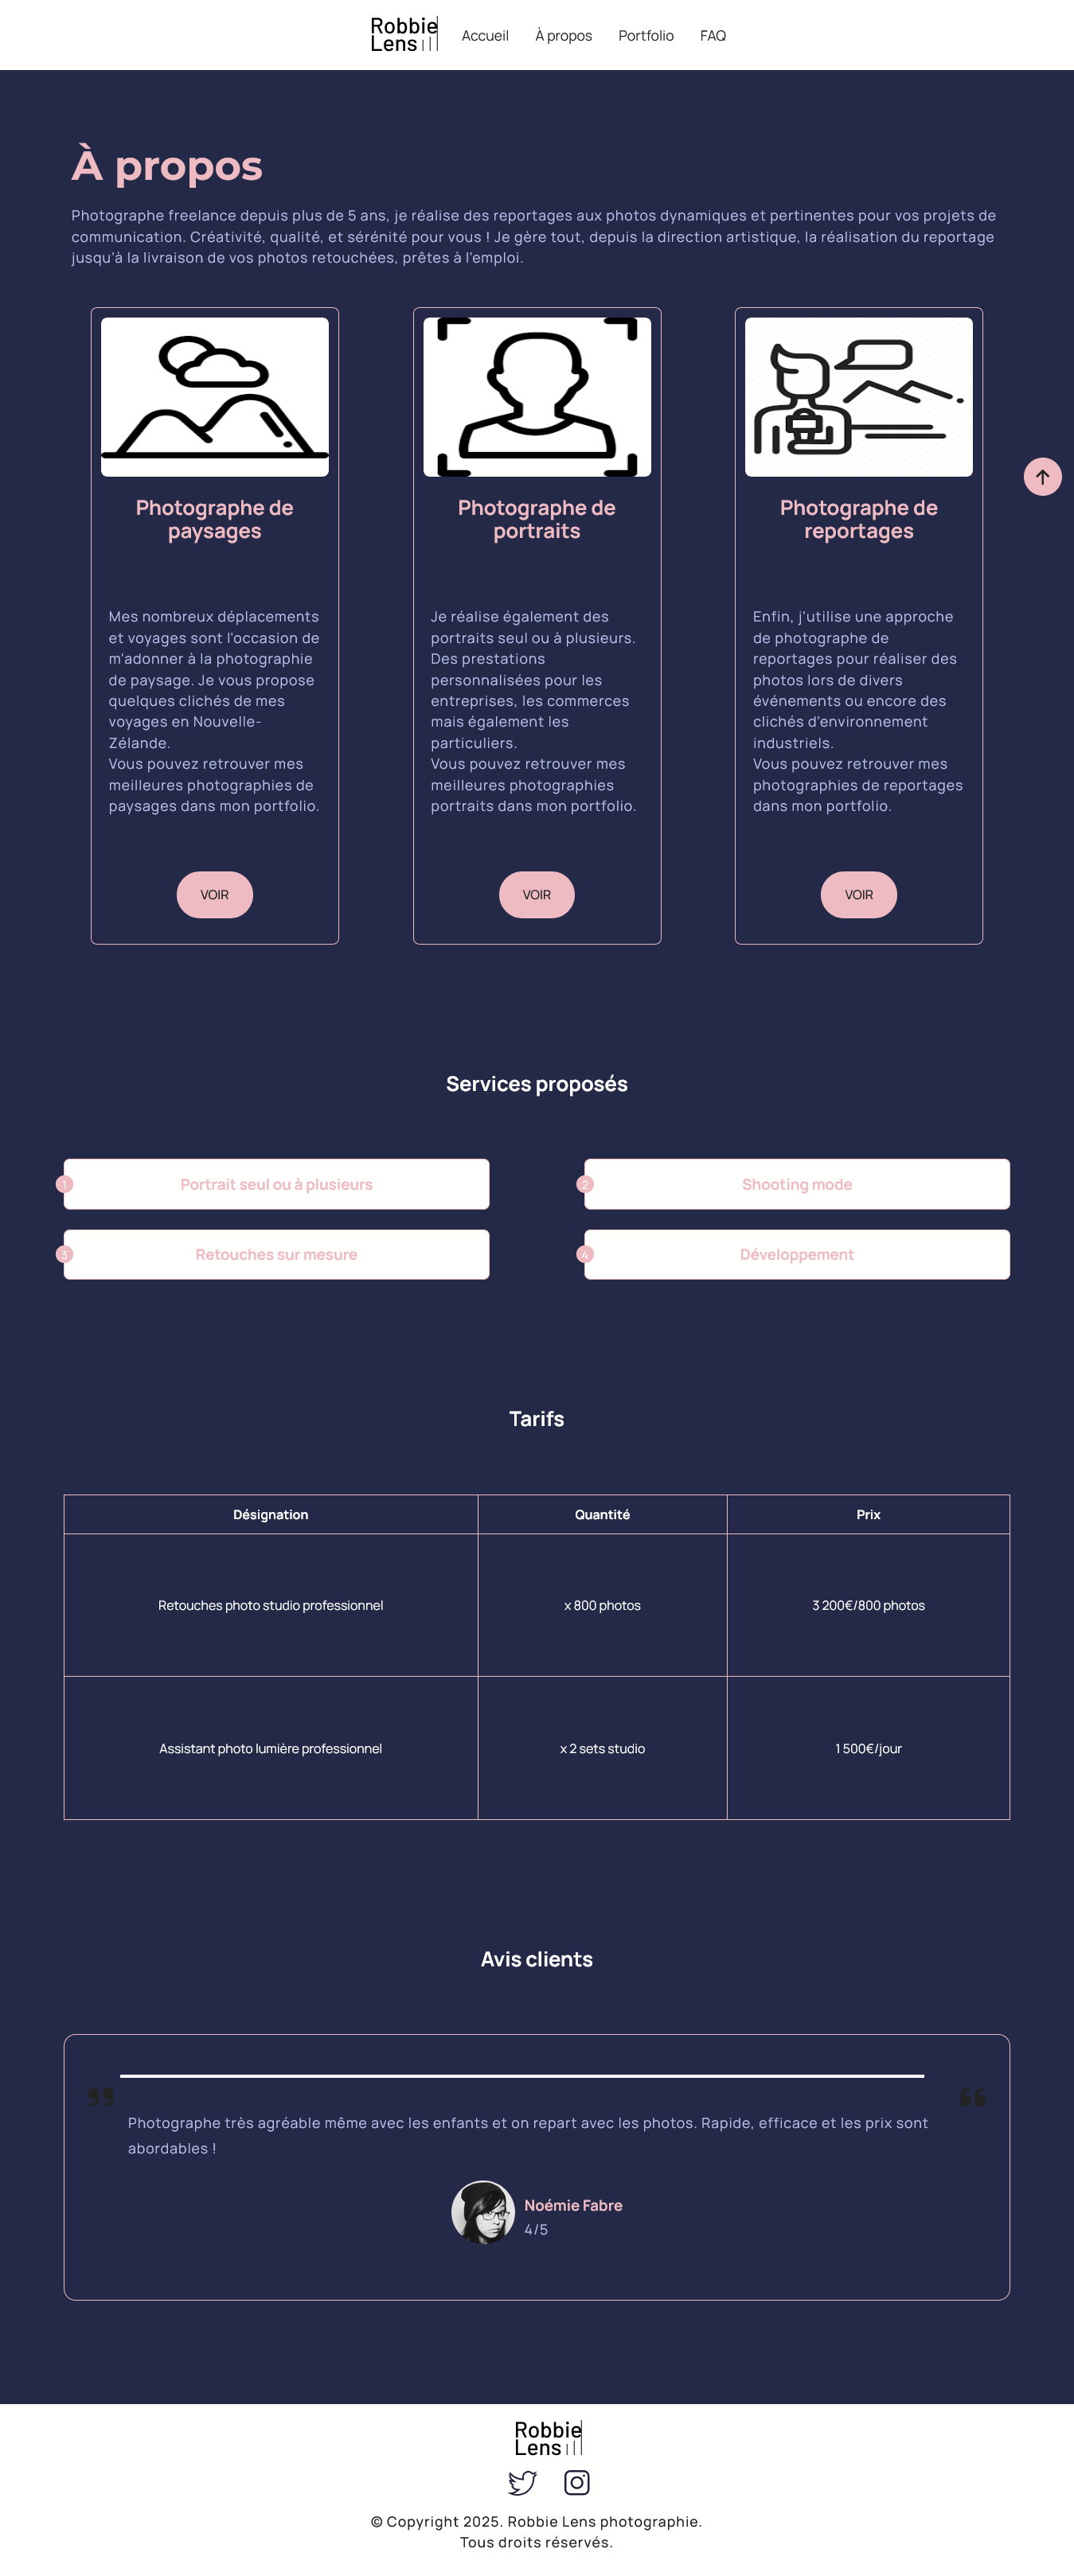 Robbie
Lens
Accueil À propos Portfolio FAQ
À propos
Photographe freelance depuis plus de 5 ans, je réalise des reportages aux photos dynamiques et pertinentes pour vos projets de
communication. Créativité, qualité, et sérénité pour vous ! Je gère tout, depuis la direction artistique, la réalisation du reportage
jusqu'à la livraison de vos photos retouchées, prêtes à l'emploi.
Photographe de
paysages
Mes nombreux déplacements
et voyages sont l'occasion de
m'adonner à la photographie
de paysage. Je vous propose
quelques clichés de mes
voyages en Nouvelle-
Zélande.
Vous pouvez retrouver mes
meilleures photographies de
paysages dans mon portfolio.
VOIR
Photographe de
portraits
Je réalise également des
portraits seul ou à plusieurs.
Des prestations
personnalisées pour les
entreprises, les commerces
mais également les
particuliers.
Vous pouvez retrouver mes
meilleures photographies
portraits dans mon portfolio.
VOIR
Photographe de
reportages
Enfin, j'utilise une approche
de photographe de
reportages pour réaliser des
photos lors de divers
événements ou encore des
clichés d'environnement
industriels.
Vous pouvez retrouver mes
photographies de reportages
dans mon portfolio.
VOIR
Services proposés
1 Portrait seul ou à plusieurs
2 Shooting mode
3 Retouches sur mesure
4 Développement
Tarifs
Désignation Quantité Prix
Retouches photo studio professionnel x 800 photos 3 200€/800 photos
Assistant photo lumière professionnel x 2 sets studio 1 500€/jour
Avis clients
Photographe très agréable même avec les enfants et on repart avec les photos. Rapide, efficace et les prix sont
abordables !
Noémie Fabre
4/5
Robbie
Lens
© Copyright 2025. Robbie Lens photographie.
Tous droits réservés.